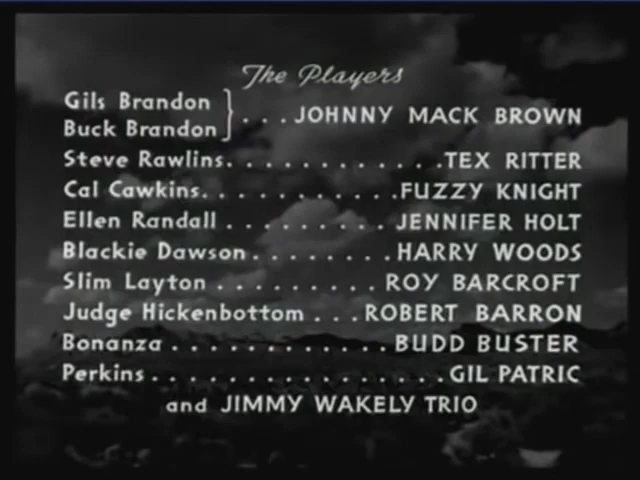 The Players
Gils Brandon
Buck Brandon } . . . JOHNNY MACK BROWN
Steve Rawlins. . . . . . . . . . . .TEX RITTER
Cal Cawkins. . . . . . . . . . .FUZZY KNIGHT
Ellen Randall . . . . . . . . . JENNIFER HOLT
Blackie Dawson. . . . . . . . HARRY WOODS
Slim Layton . . . . . . . . . ROY BARCROFT
Judge Hickenbottom . . . ROBERT BARRON
Bonanza . . . . . . . . . . . . BUDD BUSTER
Perkins . . . . . . . . . . . . . . . . GIL PATRIC
and JIMMY WAKELY TRIO